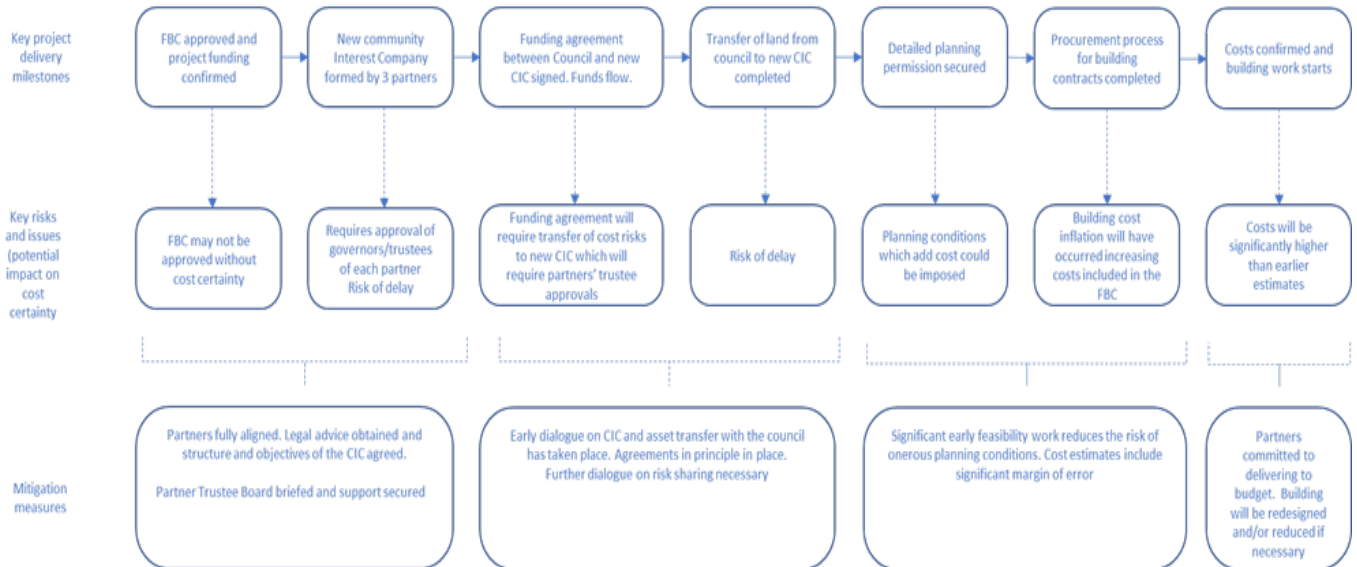 Key project
delivery
milestones
FBC approved and
project funding
confirmed
New community
Interest Company
formed by 3 partners
Funding agreement
between Council and new
CIC signed. Funds flow.
Transfer of land from
council to new CIC
completed
Detailed planning
permission secured
Procurement process
for building
contracts completed
Costs confirmed and
building work starts
Key risks
and issues
(potential
impact on
cost
certainty
FBC may not be
approved without
cost certainty
Requires approval of
governors/trustees
of each partner
Risk of delay
Funding agreement will
require transfer of cost risks
to new CIC which will
require partners' trustee
approvals
Risk of delay
Planning conditions
which add cost could
be imposed
Building cost
inflation will have
occurred increasing
costs included in the
FBC
Costs will be
significantly higher
than earlier
estimates
Mitigation
measures
Partners fully aligned. Legal advice obtained and
structure and objectives of the CIC agreed.
Partner Trustee Board briefed and support secured
Early dialogue on CIC and asset transfer with the council
has taken place. Agreements in principle in place.
Further dialogue on risk sharing necessary
Significant early feasibility work reduces the risk of
onerous planning conditions. Cost estimates include
significant margin of error
Partners
committed to
delivering to
budget. Building
will be redesigned
and/or reduced if
necessary